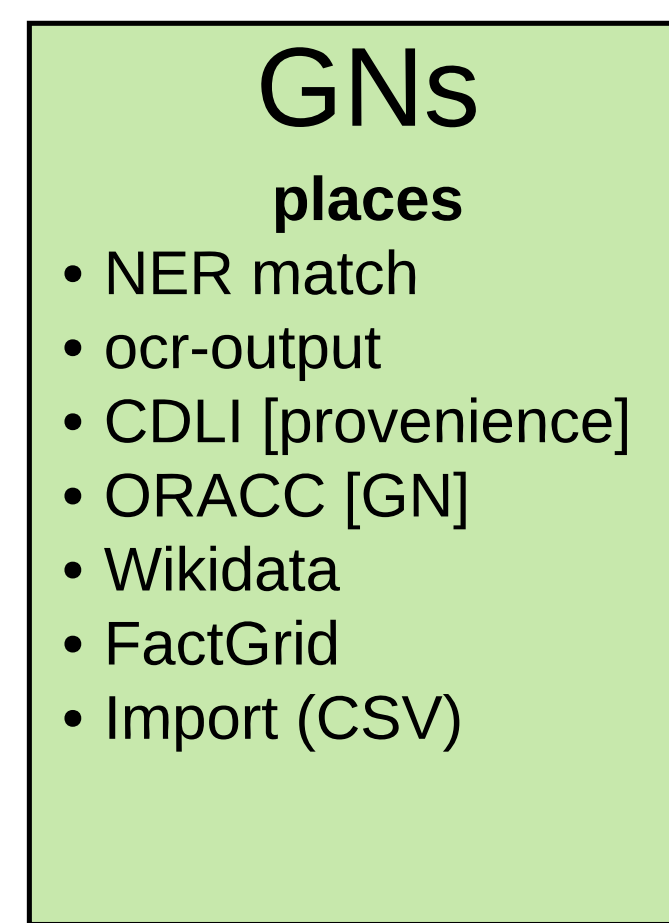 GNs
places
• NER match
• ocr-output
• CDLI [provenience]
• ORACC [GN]
• Wikidata
• FactGrid
• Import (CSV)